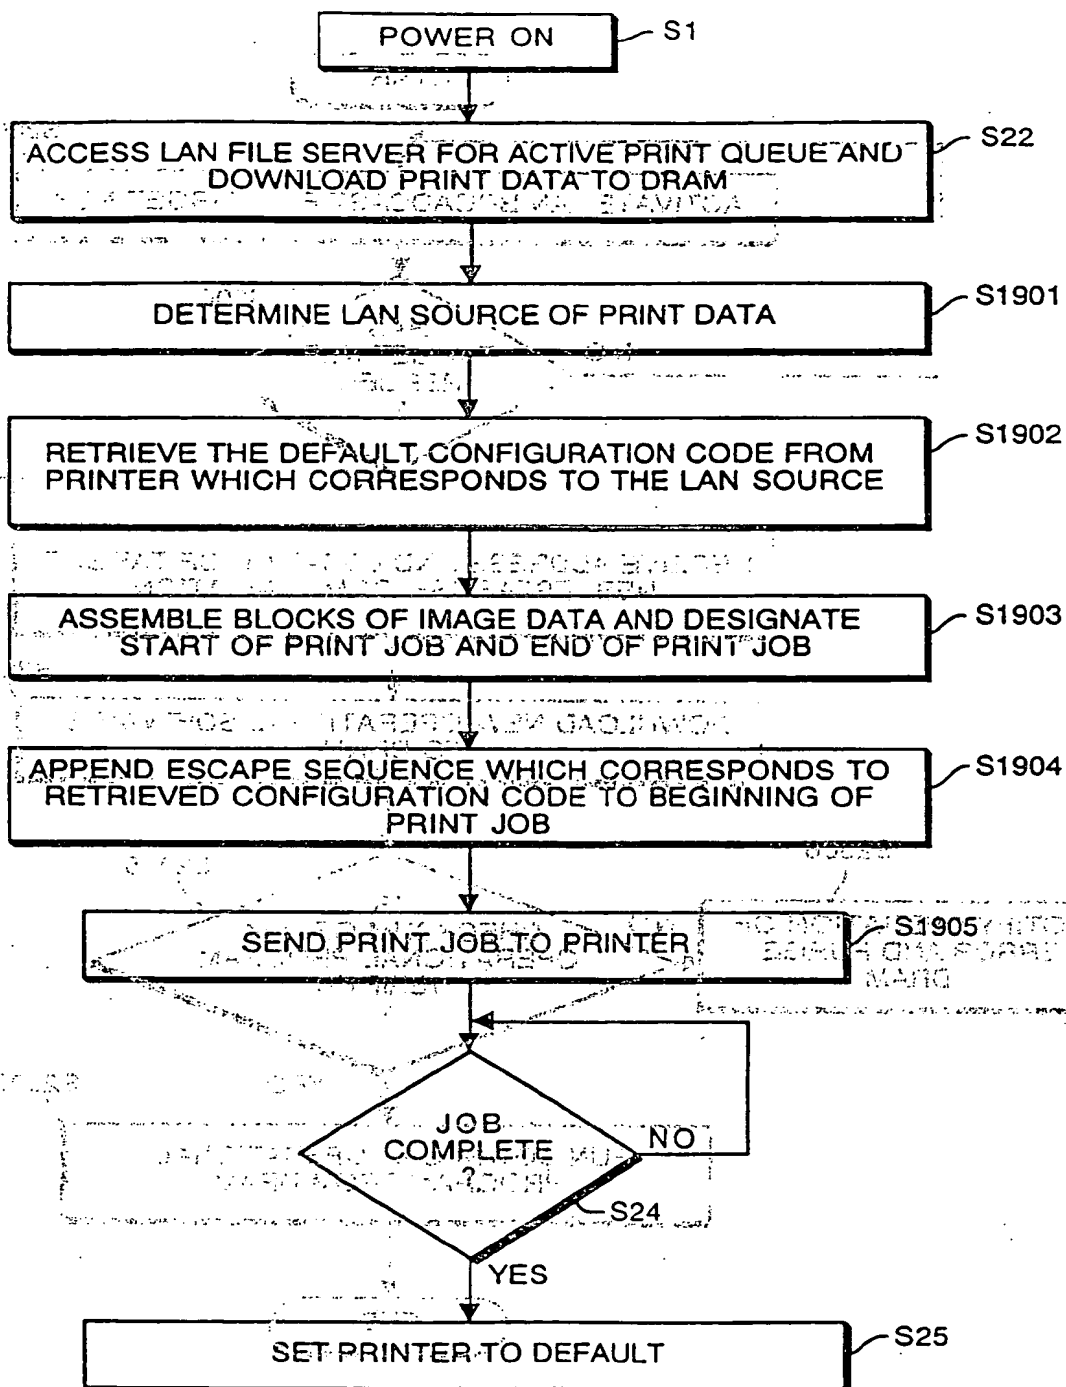 POWER ON
S1
ACCESS LAN FILE SERVER FOR ACTIVE PRINT QUEUE AND
DOWNLOAD PRINT DATA TO DRAM
S22
DETERMINE LAN SOURCE OF PRINT DATA
S1901
RETRIEVE THE DEFAULT CONFIGURATION CODE FROM
PRINTER WHICH CORRESPONDS TO THE LAN SOURCE
S1902
ASSEMBLE BLOCKS OF IMAGE DATA AND DESIGNATE
START OF PRINT JOB AND END OF PRINT JOB
S1903
APPEND ESCAPE SEQUENCE WHICH CORRESPONDS TO
RETRIEVED CONFIGURATION CODE TO BEGINNING OF
PRINT JOB
S1904
SEND PRINT JOB TO PRINTER
S1905
JOB
COMPLETE
?
NO
S24
YES
SET PRINTER TO DEFAULT
S25